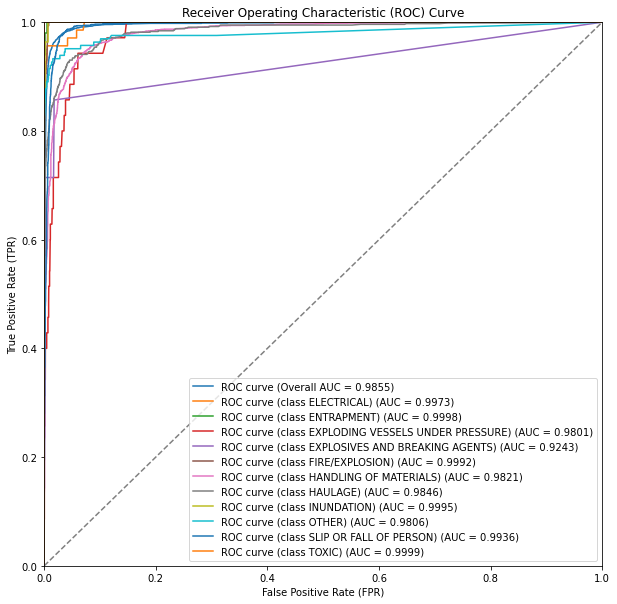 Receiver Operating Characteristic (ROC) Curve
1.0
0.8
0.6
0.4
0.2
0.0
True Positive Rate (TPR)
ROC curve (Overall AUC = 0.9855)
ROC curve (class ELECTRICAL) (AUC = 0.9973)
ROC curve (class ENTRAPMENT) (AUC = 0.9998)
ROC curve (class EXPLODING VESSELS UNDER PRESSURE) (AUC = 0.9801)
ROC curve (class EXPLOSIVES AND BREAKING AGENTS) (AUC = 0.9243)
ROC curve (class FIRE/EXPLOSION) (AUC = 0.9992)
ROC curve (class HANDLING OF MATERIALS) (AUC = 0.9821)
ROC curve (class HAULAGE) (AUC = 0.9846)
ROC curve (class INUNDATION) (AUC = 0.9995)
ROC curve (class OTHER) (AUC = 0.9806)
ROC curve (class SLIP OR FALL OF PERSON) (AUC = 0.9936)
ROC curve (class TOXIC) (AUC = 0.9999)
0.0 0.2 0.4 0.6 0.8 1.0
False Positive Rate (FPR)